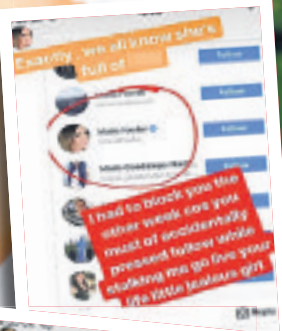 Exactly, we all know she's
full of
Follow
Follow
Follow
Follow
I had to block you the
other week cos you
must of accidentally
pressed follow while
stalking me go live your
life little jealous girl
Reply